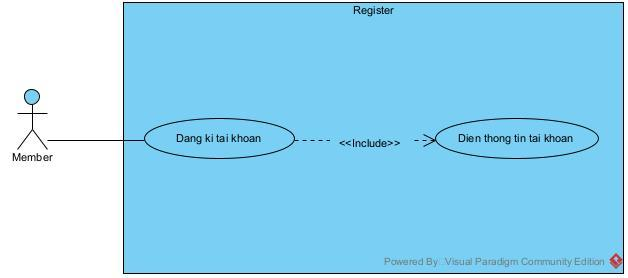 Register
Member
Dang ki tai khoan
<<Include>>
Dien thong tin tai khoan
Powered By Visual Paradigm Community Edition